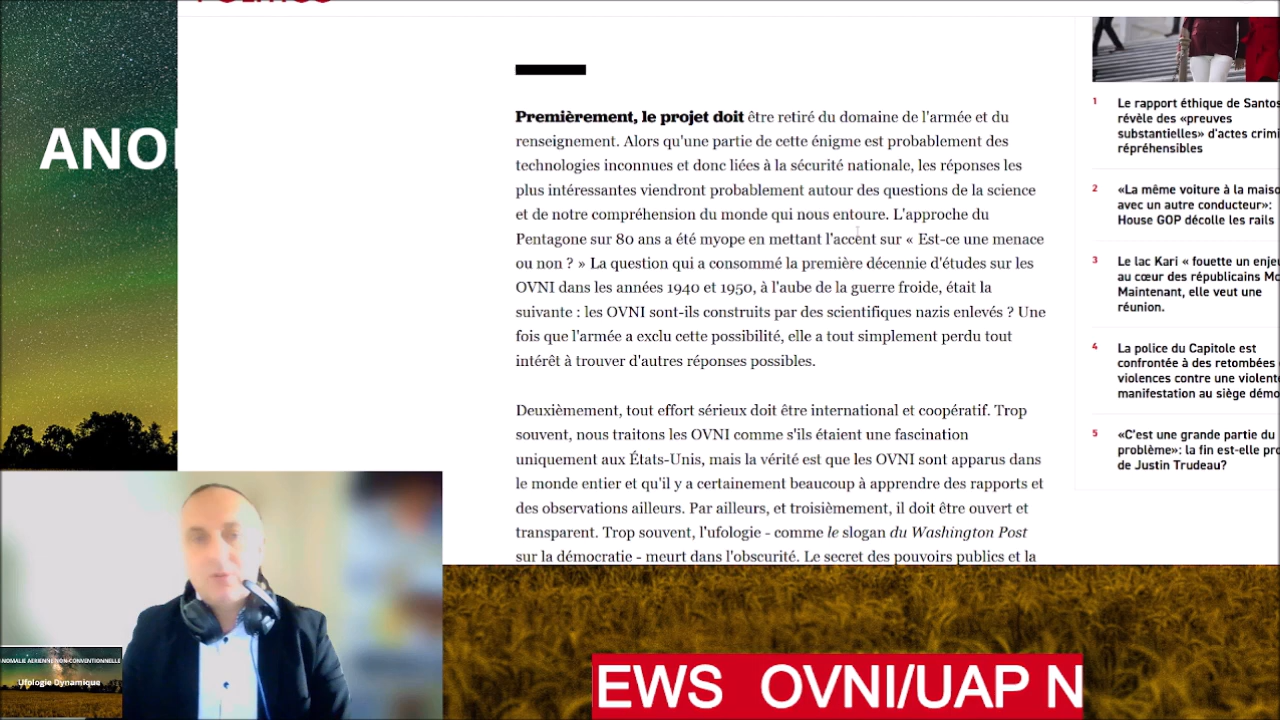 ANO
Premièrement, le projet doit être retiré du domaine de l'armée et du
renseignement. Alors qu'une partie de cette énigme est probablement des
technologies inconnues et donc liées à la sécurité nationale, les réponses les
plus intéressantes viendront probablement autour des questions de la science
et de notre compréhension du monde qui nous entoure. L'approche du
Pentagone sur 80 ans a été myope en mettant l'accent sur « Est-ce une menace
ou non ? » La question qui a consommé la première décennie d'études sur les
OVNI dans les années 1940 et 1950, à l'aube de la guerre froide, était la
suivante : les OVNI sont-ils construits par des scientifiques nazis enlevés ? Une
fois que l'armée a exclu cette possibilité, elle a tout simplement perdu tout
intérêt à trouver d'autres réponses possibles.
Deuxièmement, tout effort sérieux doit être international et coopératif. Trop
souvent, nous traitons les OVNI comme s'ils étaient une fascination
uniquement aux États-Unis, mais la vérité est que les OVNI sont apparus dans
le monde entier et qu'il y a certainement beaucoup à apprendre des rapports et
des observations ailleurs. Par ailleurs, et troisièmement, il doit être ouvert et
transparent. Trop souvent, l'ufologie - comme le slogan du Washington Post
sur la démocratie - meurt dans l'obscurité. Le secret des pouvoirs publics et la
1 Le rapport éthique de Santos
révèle des «preuves
substantielles» d'actes crimi
répréhensibles
2 «La même voiture à la maiso
avec un autre conducteur»:
House GOP décolle les rails
3 Le lac Kari « fouette un enjeu
au cœur des républicains Mc
Maintenant, elle veut une
réunion.
4 La police du Capitole est
confrontée à des retombées
violences contre une violente
manifestation au siège démo
5 «C'est une grande partie du
problème»: la fin est-elle pro
de Justin Trudeau?
NOMALIE AERIENNE NON-CONVENTIONNELLE
Ufologie Dynamique
EWS OVNI/UAP N